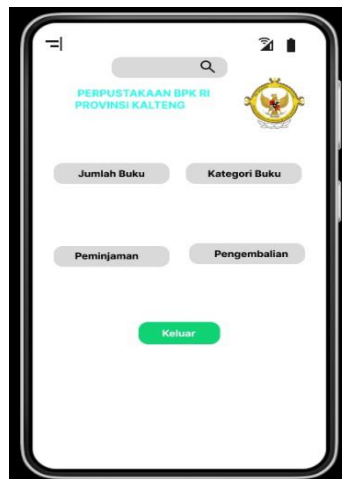 PERPUSTAKAAN BPK RI
PROVINSI KALTENG
Jumlah Buku
Kategori Buku
Peminjaman
Pengembalian
Keluar